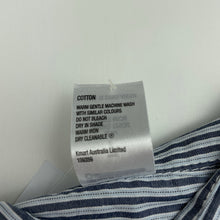 COTTON
WARM GENTLE MACHINE WASH
WITH SIMILAR COLOURS
DO NOT BLEACH
DRY IN SHADE
WARM IRON
DRY CLEANABLE
Kmart Australia Limited